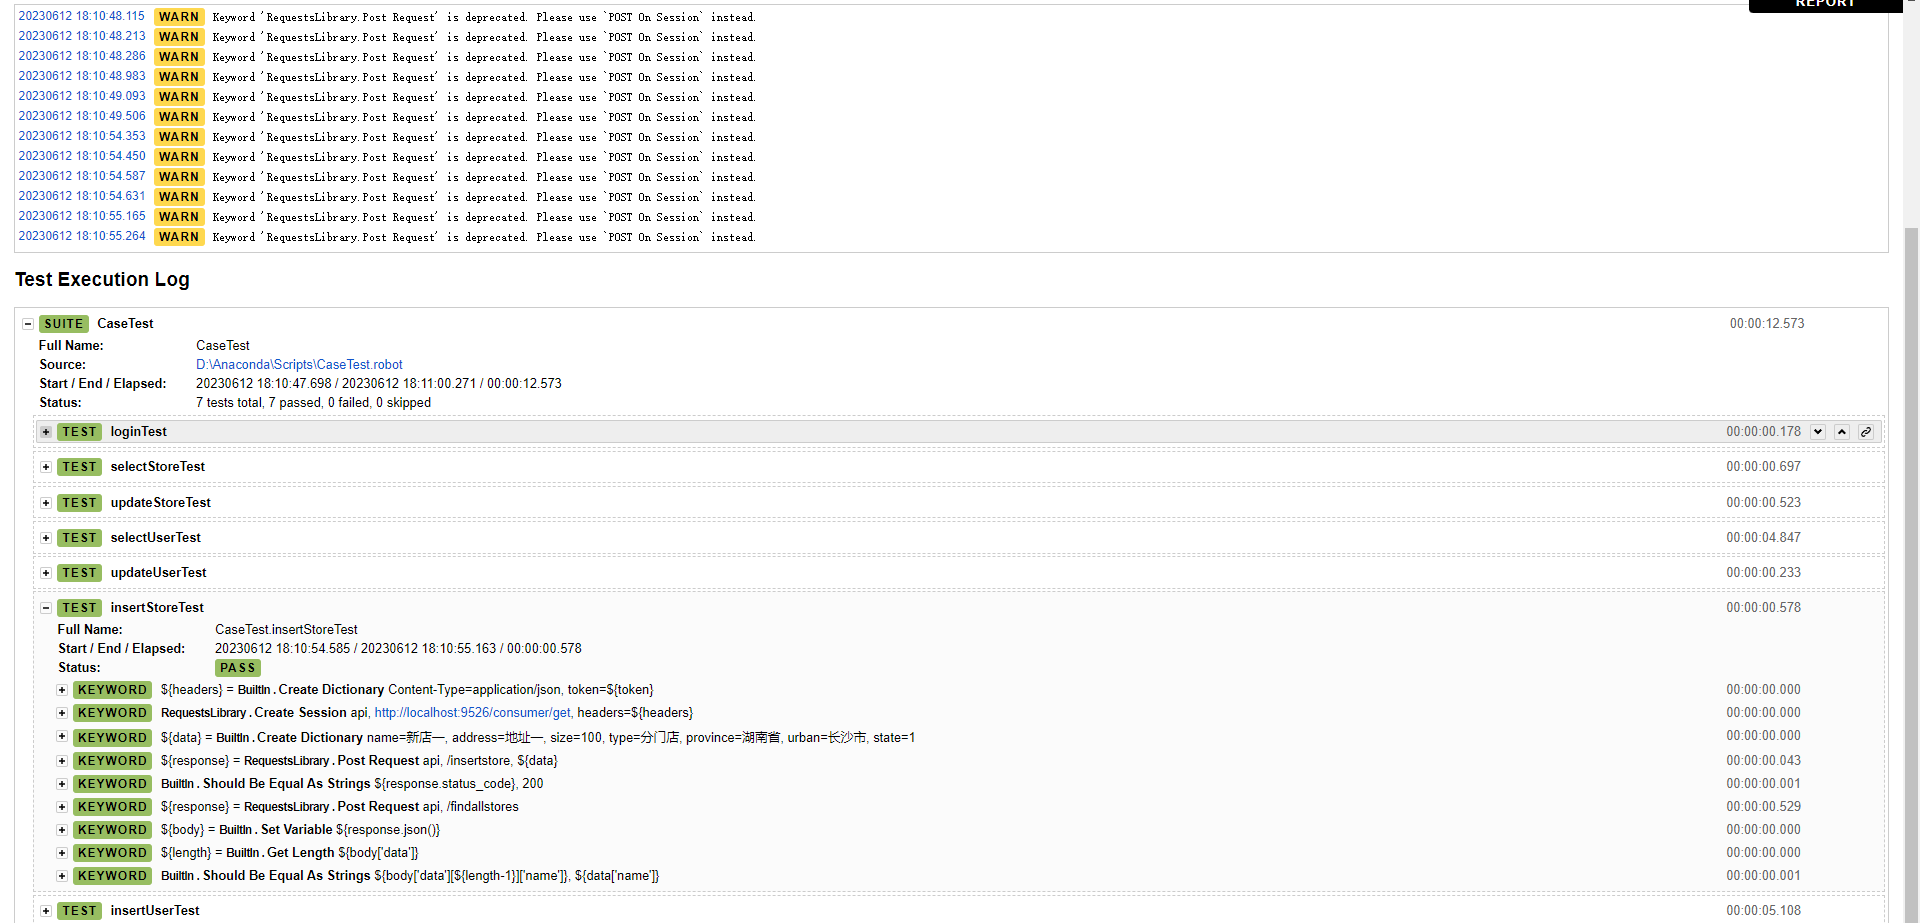 REPORT
20230612 18:10:48.115 WARN Keyword 'RequestsLibrary.Post Request' is deprecated. Please use `POST On Session` instead.
20230612 18:10:48.213 WARN Keyword 'RequestsLibrary.Post Request' is deprecated. Please use `POST On Session` instead.
20230612 18:10:48.286 WARN Keyword 'RequestsLibrary.Post Request' is deprecated. Please use `POST On Session` instead.
20230612 18:10:48.983 WARN Keyword 'RequestsLibrary.Post Request' is deprecated. Please use `POST On Session` instead.
20230612 18:10:49.093 WARN Keyword 'RequestsLibrary.Post Request' is deprecated. Please use `POST On Session` instead.
20230612 18:10:49.506 WARN Keyword 'RequestsLibrary.Post Request' is deprecated. Please use `POST On Session` instead.
20230612 18:10:54.353 WARN Keyword 'RequestsLibrary.Post Request' is deprecated. Please use `POST On Session` instead.
20230612 18:10:54.450 WARN Keyword 'RequestsLibrary.Post Request' is deprecated. Please use `POST On Session` instead.
20230612 18:10:54.587 WARN Keyword 'RequestsLibrary.Post Request' is deprecated. Please use `POST On Session` instead.
20230612 18:10:54.631 WARN Keyword 'RequestsLibrary.Post Request' is deprecated. Please use `POST On Session` instead.
20230612 18:10:55.165 WARN Keyword 'RequestsLibrary.Post Request' is deprecated. Please use `POST On Session` instead.
20230612 18:10:55.264 WARN Keyword 'RequestsLibrary.Post Request' is deprecated. Please use `POST On Session` instead.
Test Execution Log
SUITE CaseTest 00:00:12.573
Full Name: CaseTest
Source: D:\Anaconda\Scripts\CaseTest.robot
Start / End / Elapsed: 20230612 18:10:47.698 / 20230612 18:11:00.271 / 00:00:12.573
Status: 7 tests total, 7 passed, 0 failed, 0 skipped
TEST loginTest 00:00:00.178
TEST selectStoreTest 00:00:00.697
TEST updateStoreTest 00:00:00.523
TEST selectUserTest 00:00:04.847
TEST updateUserTest 00:00:00.233
TEST insertStoreTest 00:00:00.578
Full Name: CaseTest.insertStoreTest
Start / End / Elapsed: 20230612 18:10:54.585 / 20230612 18:10:55.163 / 00:00:00.578
Status: PASS
KEYWORD ${headers} = BuiltIn . Create Dictionary Content-Type=application/json, token=${token} 00:00:00.000
KEYWORD RequestsLibrary . Create Session api, http://localhost:9526/consumer/get, headers=${headers} 00:00:00.000
KEYWORD ${data} = BuiltIn . Create Dictionary name=新店一, address=地址一, size=100, type=分门店, province=湖南省, urban=长沙市, state=1 00:00:00.000
KEYWORD ${response} = RequestsLibrary . Post Request api, /insertstore, ${data} 00:00:00.043
KEYWORD BuiltIn . Should Be Equal As Strings ${response.status_code}, 200 00:00:00.001
KEYWORD ${response} = RequestsLibrary . Post Request api, /findallstores 00:00:00.529
KEYWORD ${body} = BuiltIn . Set Variable ${response.json()} 00:00:00.000
KEYWORD ${length} = BuiltIn . Get Length ${body['data']} 00:00:00.000
KEYWORD BuiltIn . Should Be Equal As Strings ${body['data'][${length-1}]['name']}, ${data['name']} 00:00:00.001
TEST insertUserTest 00:00:05.108